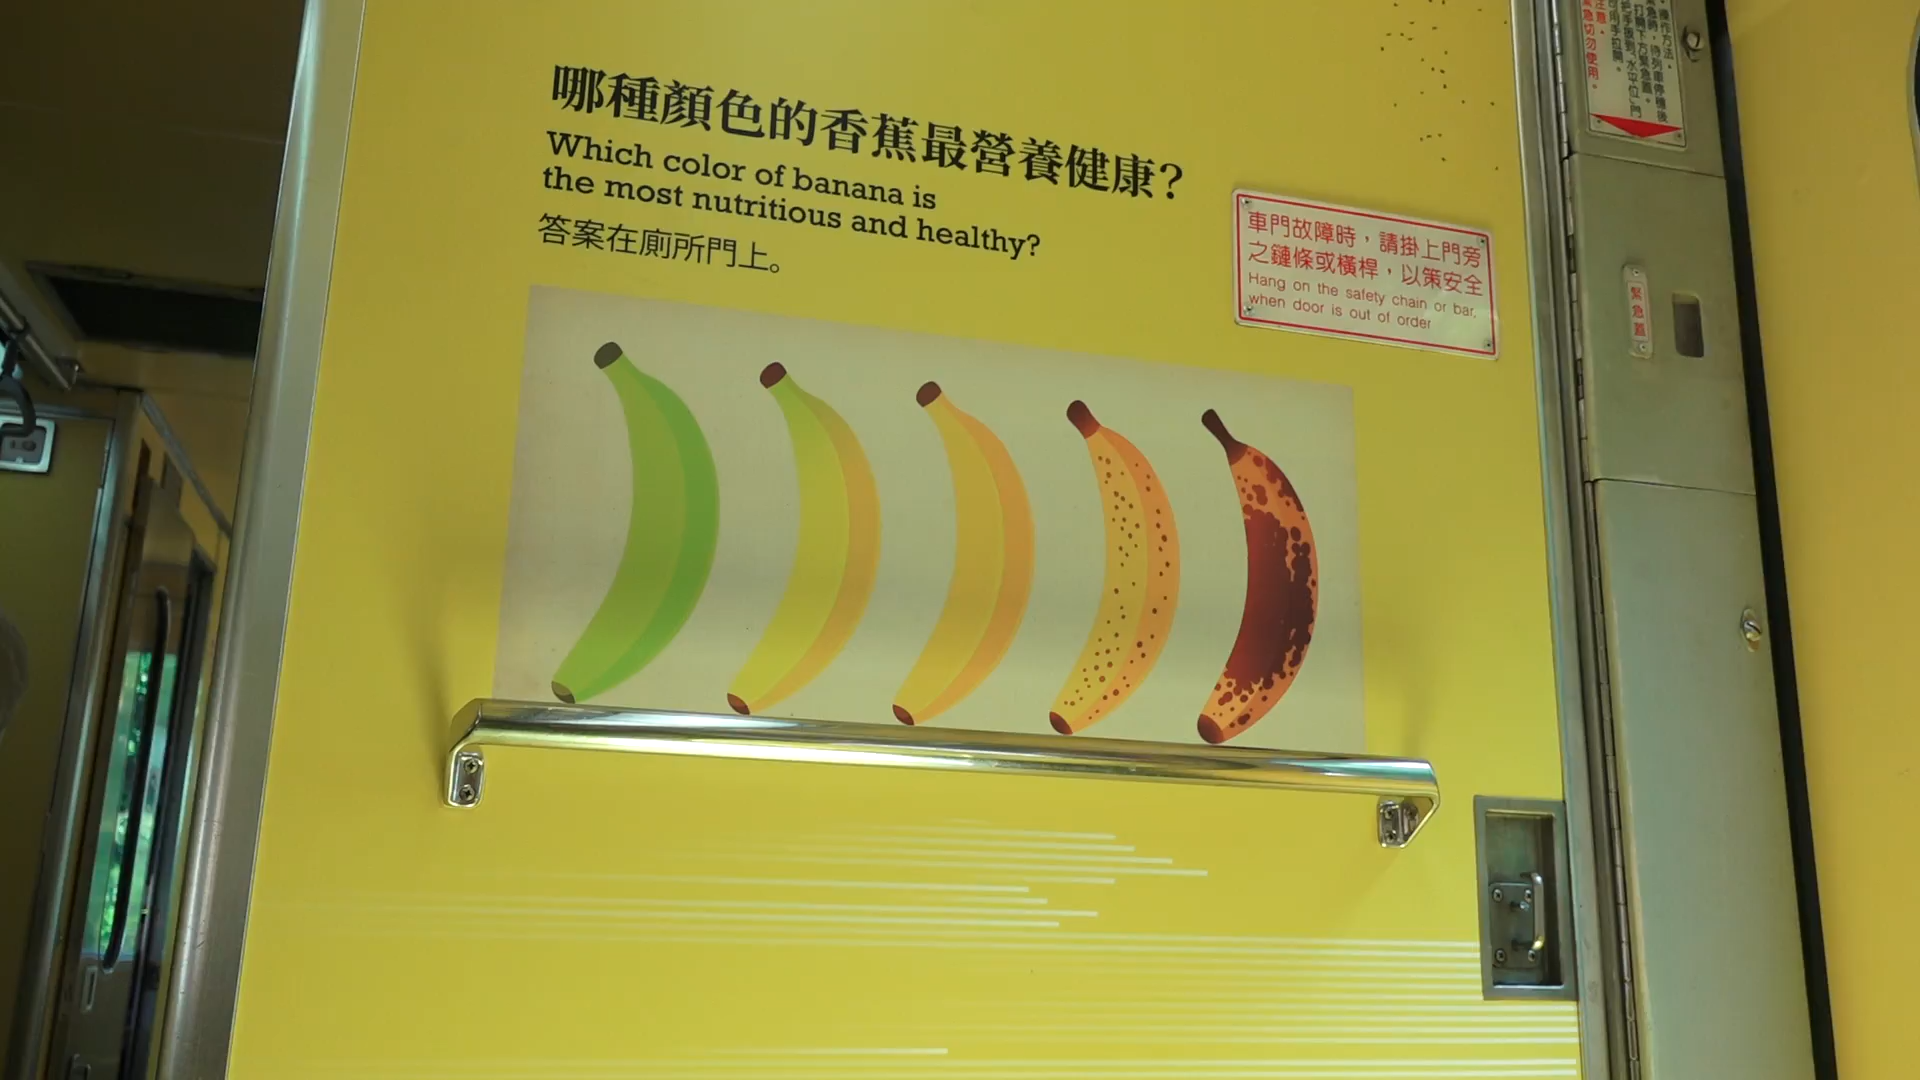 哪種顏色的香蕉最營養健康?
Which color of banana is
the most nutritious and healthy?
答案在廁所門上。
車門故障時，請掛上門旁
之鏈條或橫桿，以策安全
Hang on the safety chain or bar,
when door is out of order
緊急蓋